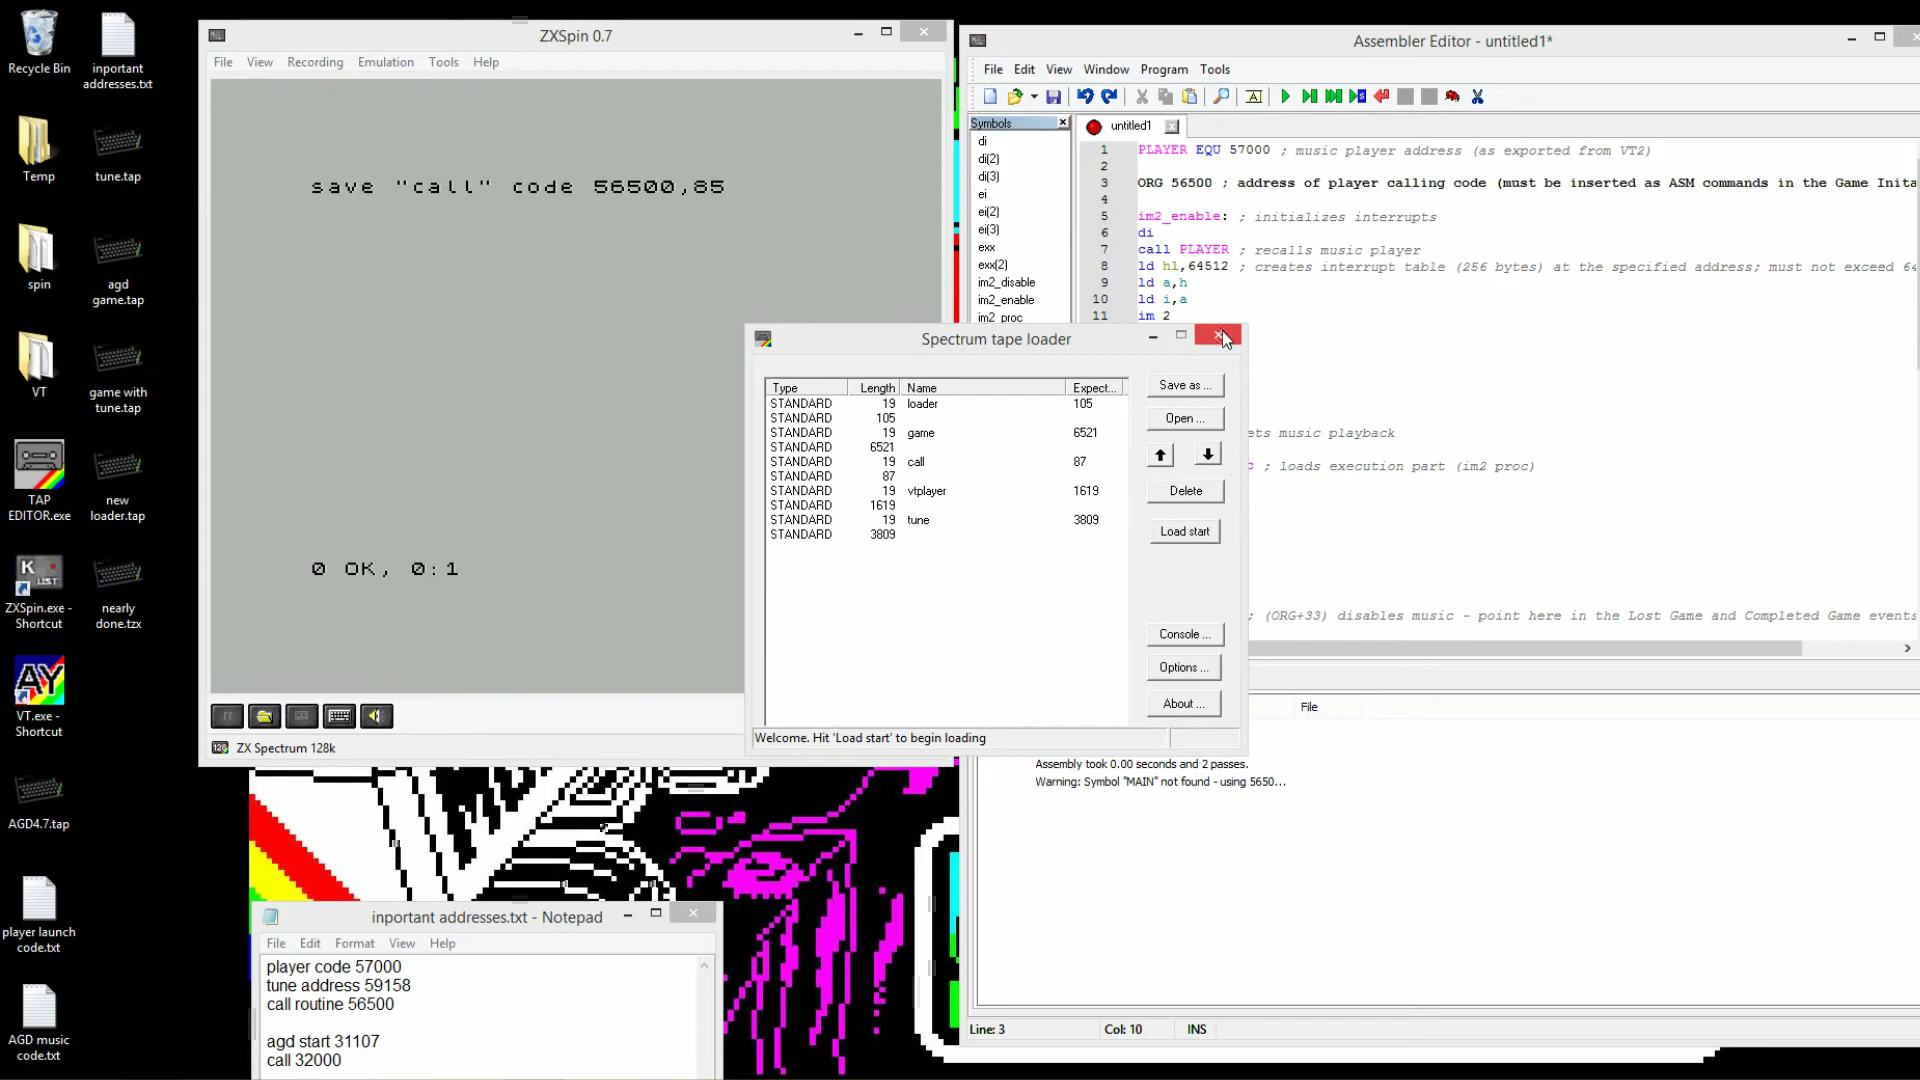 Recycle Bin
inportant addresses.txt
Temp
tune.tap
spin
agd game.tap
VT
game with tune.tap
TAP EDITOR.exe
new loader.tap
K
LIST
ZXSpin.exe - Shortcut
nearly done.tzx
AY
VT.exe - Shortcut
AGD4.7.tap
player launch code.txt
AGD music code.txt
ZXSpin 0.7
File View Recording Emulation Tools Help
save "call" code 56500,85
0 OK, 0:1
128 ZX Spectrum 128k
Assembler Editor - untitled1*
File Edit View Window Program Tools
Symbols
untitled1
di
di(2)
di(3)
ei
ei(2)
ei(3)
exx
exx(2)
im2_disable
im2_enable
im2_proc
1 PLAYER EQU 57000 ; music player address (as exported from VT2)
2
3 ORG 56500 ; address of player calling code (must be inserted as ASM commands in the Game Inita
4
5 im2_enable: ; initializes interrupts
6 di
7 call PLAYER ; recalls music player
8 ld hl,64512 ; creates interrupt table (256 bytes) at the specified address; must not exceed 64
9 ld a,h
10 ld i,a
11 im 2
ets music playback
c ; loads execution part (im2 proc)
; (ORG+33) disables music - point here in the Lost Game and Completed Game events
File
Assembly took 0.00 seconds and 2 passes.
Warning: Symbol "MAIN" not found - using 5650...
Line: 3 Col: 10 INS
Spectrum tape loader
Type Length Name Expect...
STANDARD 19 loader 105
STANDARD 105
STANDARD 19 game 6521
STANDARD 6521
STANDARD 19 call 87
STANDARD 87
STANDARD 19 vtplayer 1619
STANDARD 1619
STANDARD 19 tune 3809
STANDARD 3809
Save as ...
Open ...
Delete
Load start
Console ...
Options ...
About ...
Welcome. Hit 'Load start' to begin loading
inportant addresses.txt - Notepad
File Edit Format View Help
player code 57000
tune address 59158
call routine 56500
agd start 31107
call 32000